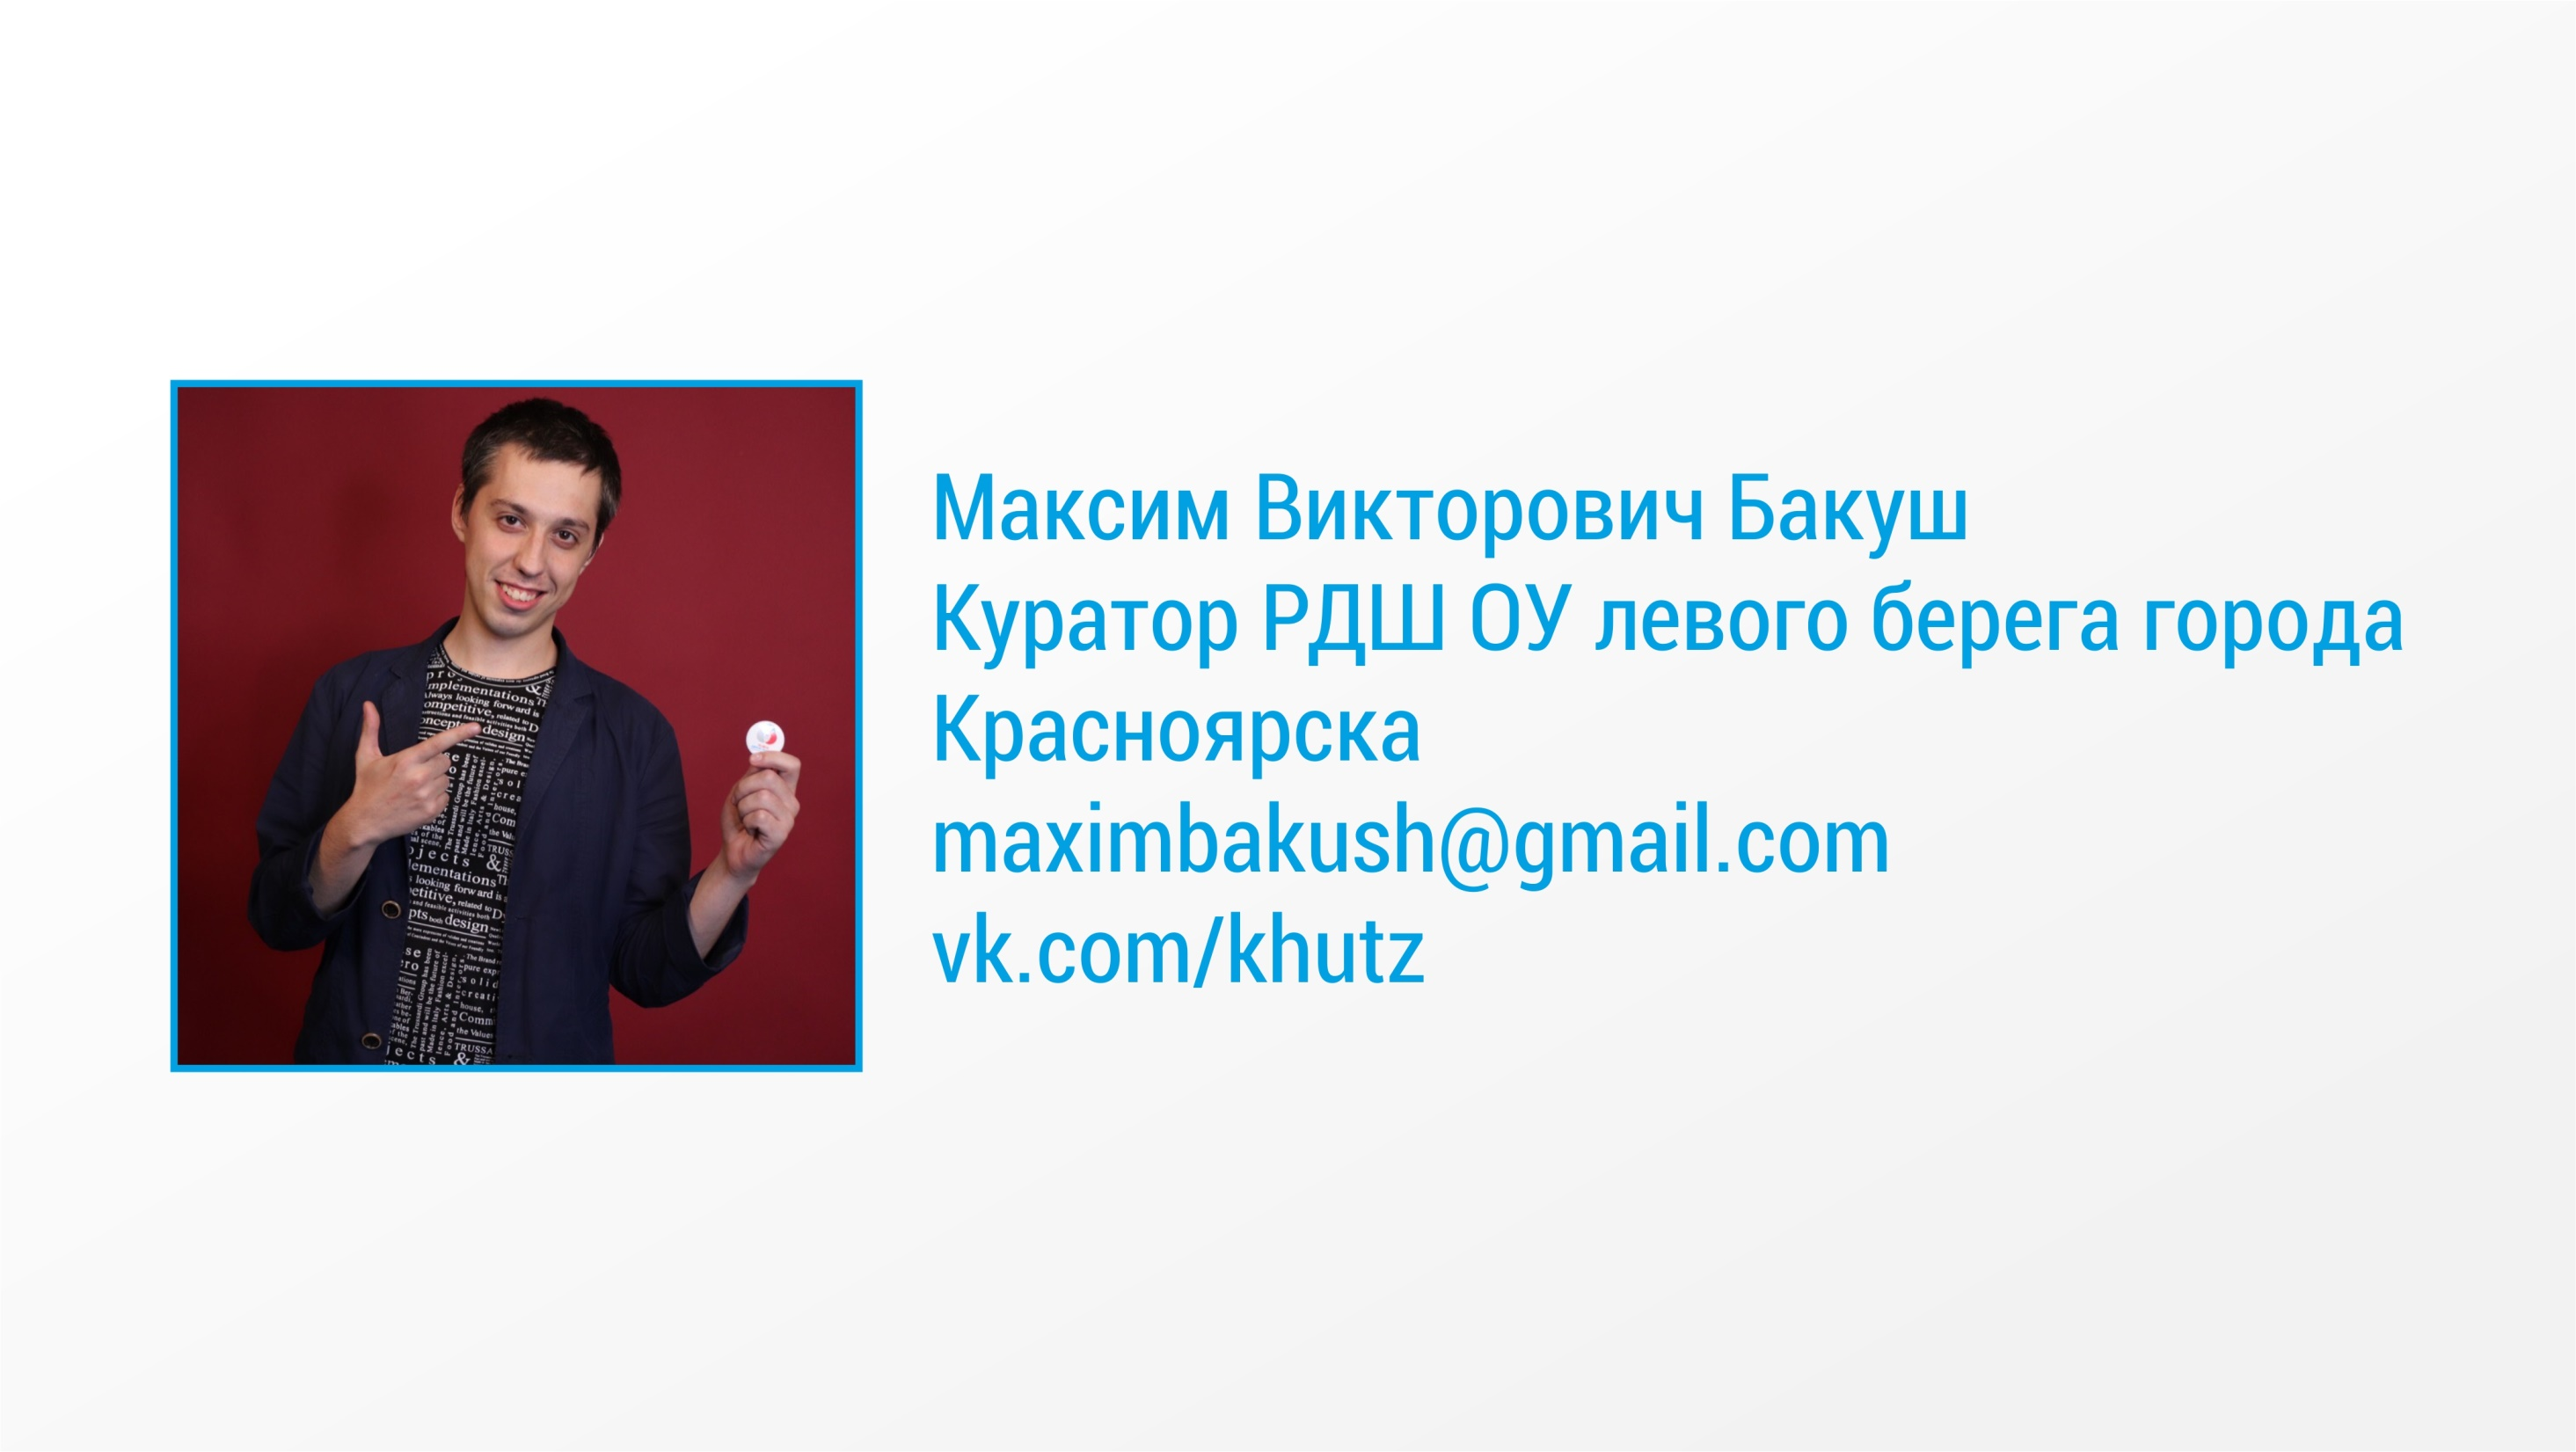 Максим Викторович Бакуш
Куратор РДШ ОУ левого берега города
Красноярска
maximbakush@gmail.com
vk.com/khutz